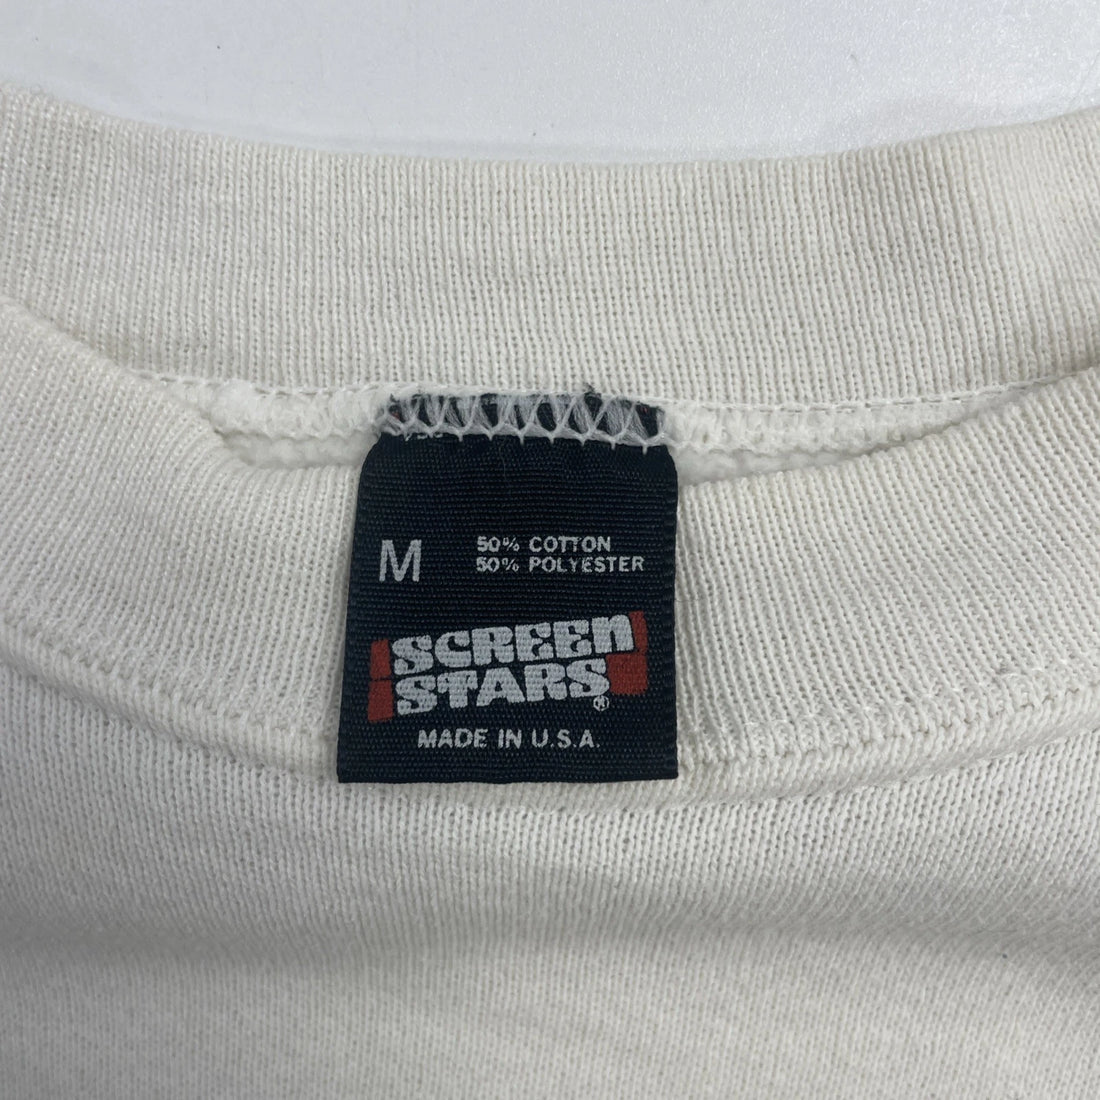 M
50% COTTON
50% POLYESTER
SCREEN
STARS®
MADE IN U.S.A.